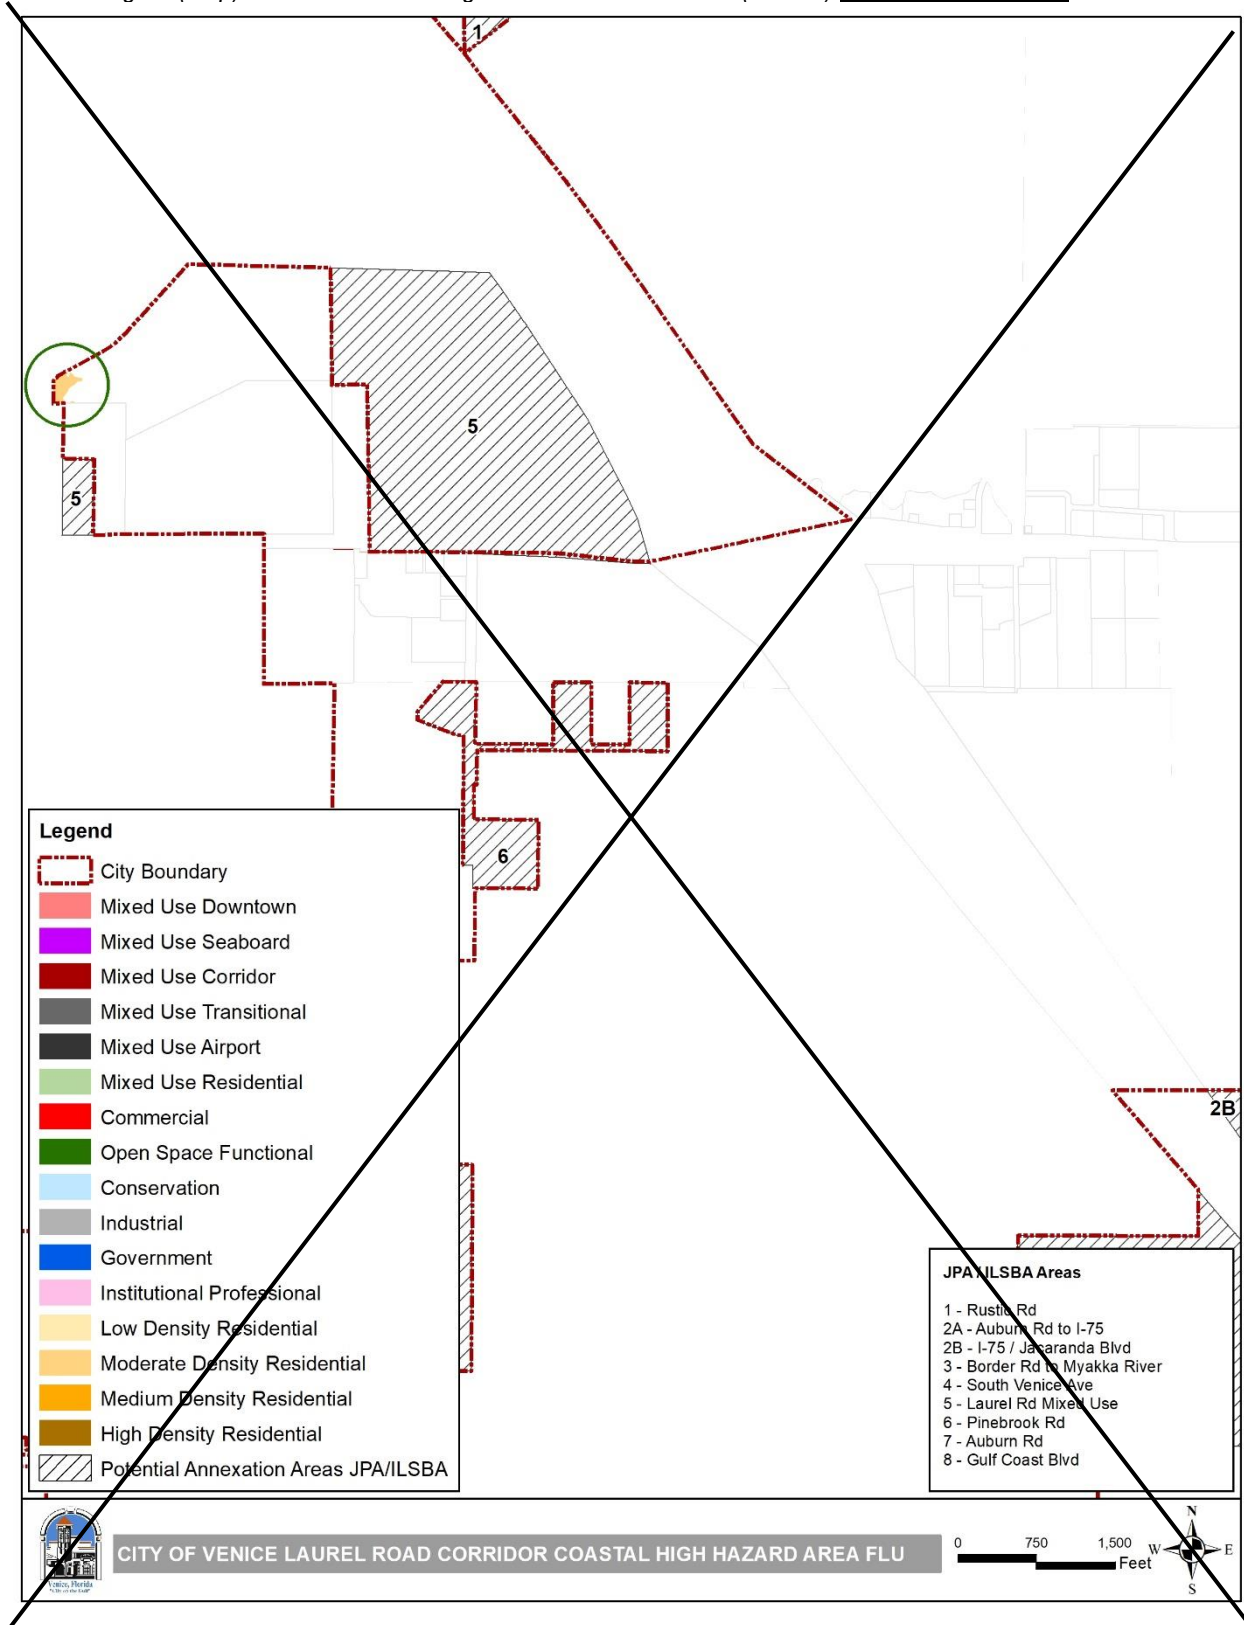 1
5
5
6
2B
Legend
City Boundary
Mixed Use Downtown
Mixed Use Seaboard
Mixed Use Corridor
Mixed Use Transitional
Mixed Use Airport
Mixed Use Residential
Commercial
Open Space Functional
Conservation
Industrial
Government
Institutional Professional
Low Density Residential
Moderate Density Residential
Medium Density Residential
High Density Residential
Potential Annexation Areas JPA/ILSBA
JPA/ILSBA Areas
1 - Rustic Rd
2A - Auburn Rd to I-75
2B - I-75 / Jacaranda Blvd
3 - Border Rd to Myakka River
4 - South Venice Ave
5 - Laurel Rd Mixed Use
6 - Pinebrook Rd
7 - Auburn Rd
8 - Gulf Coast Blvd
Venice, Florida
"City on the Gulf"
CITY OF VENICE LAUREL ROAD CORRIDOR COASTAL HIGH HAZARD AREA FLU
0 750 1,500
Feet
N
W E
S